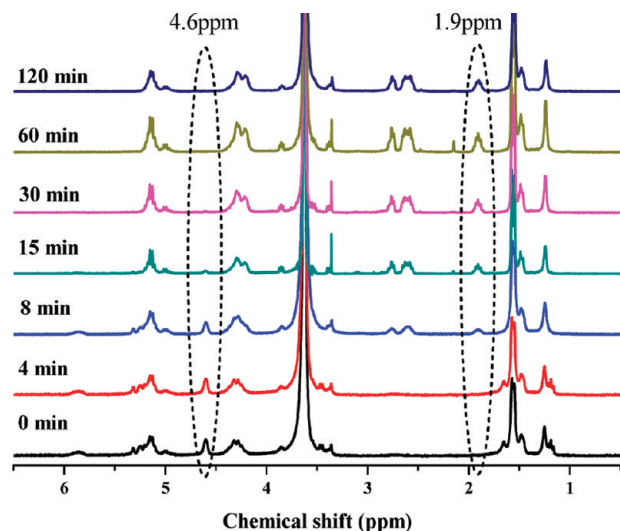 4.6ppm 1.9ppm
120 min
60 min
30 min
15 min
8 min
4 min
0 min
6 5 4 3 2 1
Chemical shift (ppm)